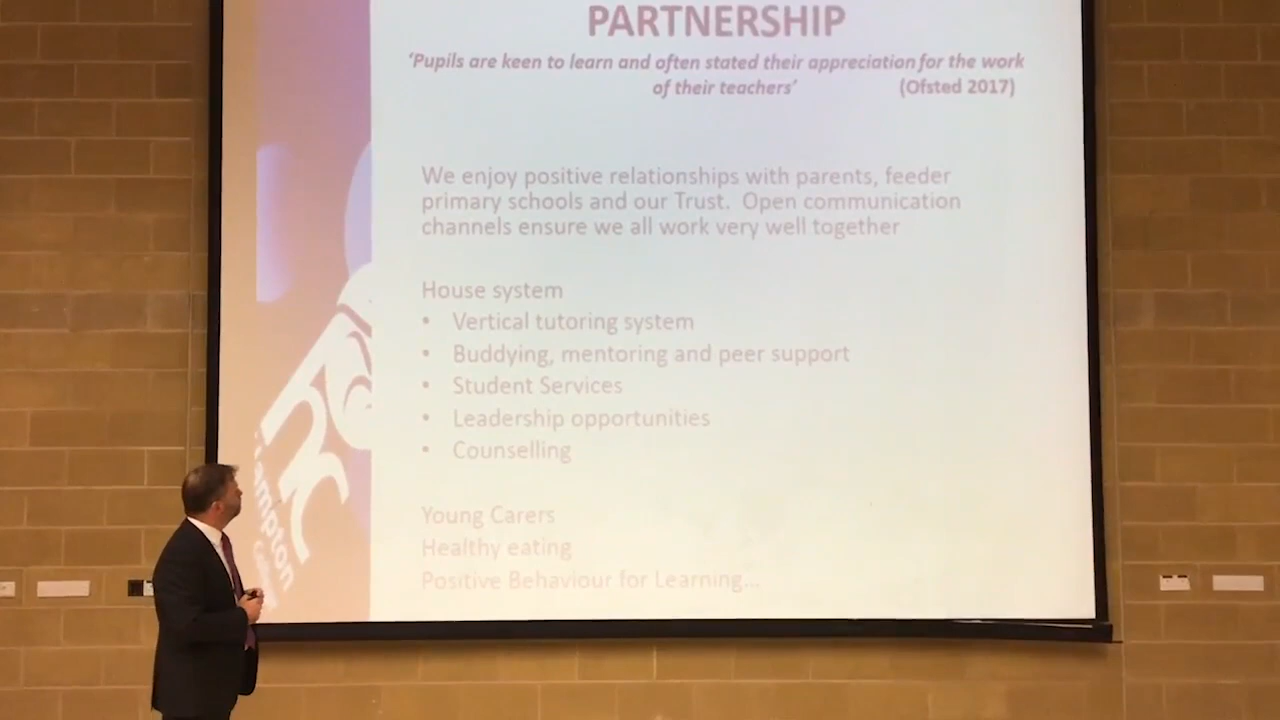 PARTNERSHIP
‘Pupils are keen to learn and often stated their appreciation for the work
of their teachers’ (Ofsted 2017)
We enjoy positive relationships with parents, feeder
primary schools and our Trust. Open communication
channels ensure we all work very well together
House system
• Vertical tutoring system
• Buddying, mentoring and peer support
• Student Services
• Leadership opportunities
• Counselling
Young Carers
Healthy eating
Positive Behaviour for Learning...